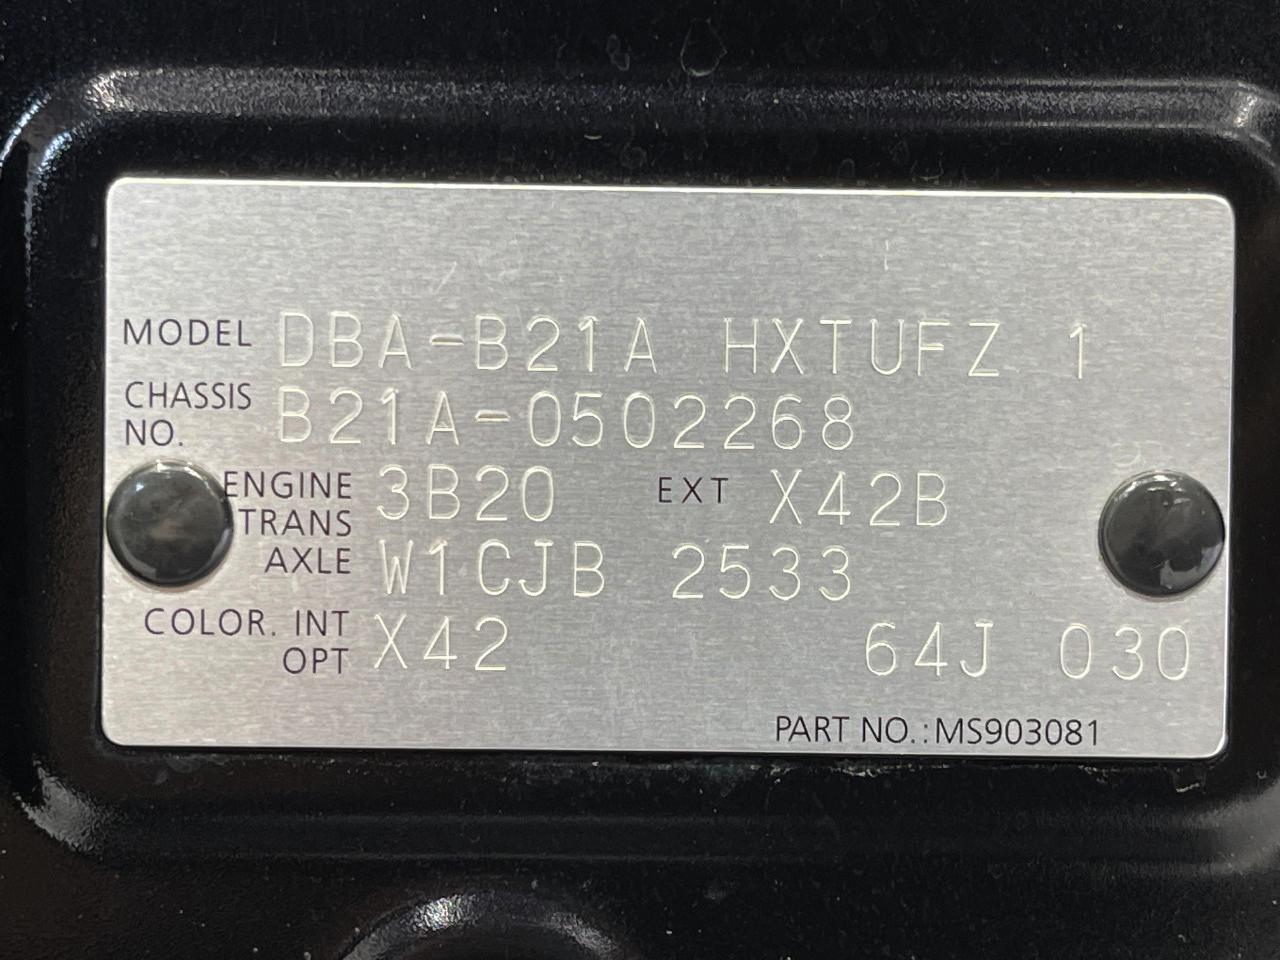 MODEL DBA-B21A HXTUFZ 1
CHASSIS NO. B21A-0502268
ENGINE 3B20 EXT X42B
TRANS AXLE W1CJB 2533
COLOR. INT OPT X42 64J 030
PART NO.:MS903081